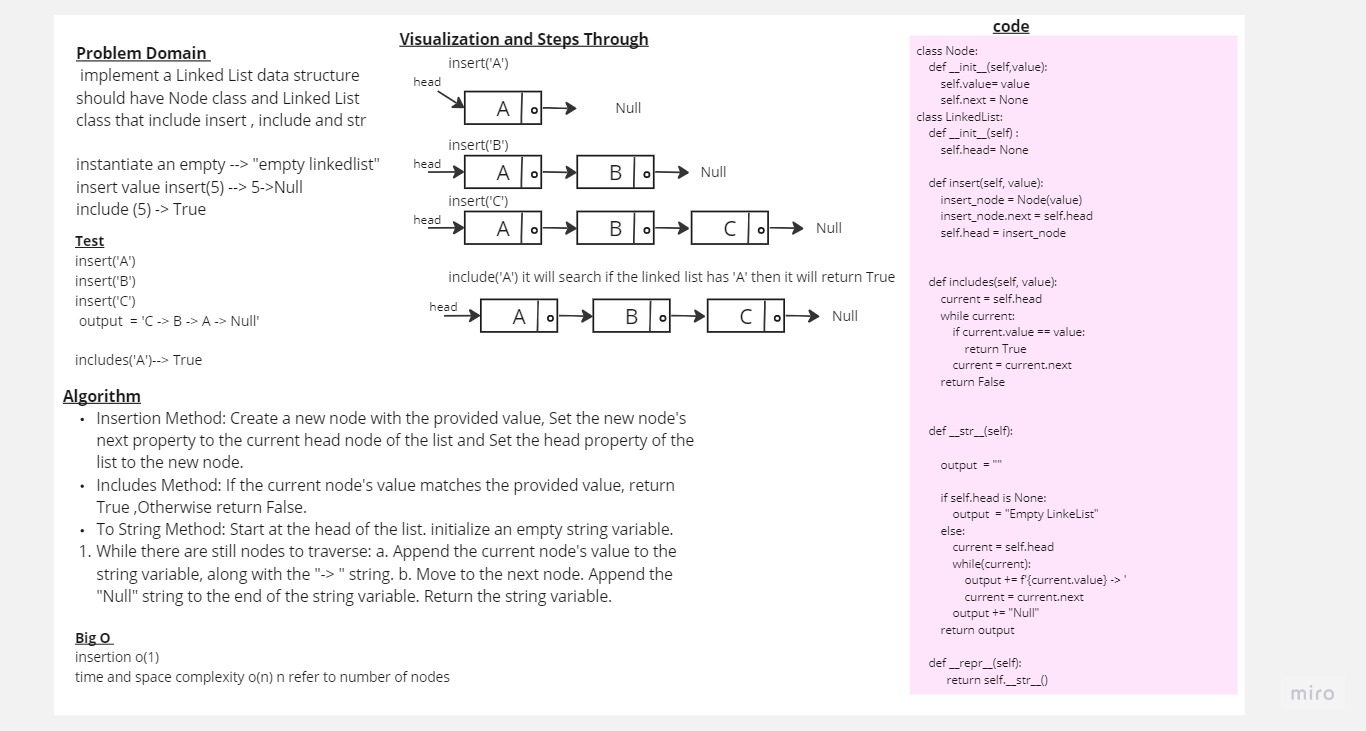 Problem Domain
implement a Linked List data structure
should have Node class and Linked List
class that include insert , include and str
instantiate an empty --> "empty linkedlist"
insert value insert(5) --> 5->Null
include (5) -> True
Test
insert('A')
insert('B')
insert('C')
output = 'C -> B -> A -> Null'
includes('A')--> True
Visualization and Steps Through
insert('A')
head
A
Null
insert('B')
head
A B Null
insert('C')
head
A B C Null
include('A') it will search if the linked list has 'A' then it will return True
head
A B C Null
Algorithm
• Insertion Method: Create a new node with the provided value, Set the new node's
next property to the current head node of the list and Set the head property of the
list to the new node.
• Includes Method: If the current node's value matches the provided value, return
True ,Otherwise return False.
• To String Method: Start at the head of the list. initialize an empty string variable.
1. While there are still nodes to traverse: a. Append the current node's value to the
string variable, along with the "-> " string. b. Move to the next node. Append the
"Null" string to the end of the string variable. Return the string variable.
Big O
insertion o(1)
time and space complexity o(n) n refer to number of nodes
code
class Node:
def __init__(self,value):
self.value= value
self.next = None
class LinkedList:
def __init__(self) :
self.head= None
def insert(self, value):
insert_node = Node(value)
insert_node.next = self.head
self.head = insert_node
def includes(self, value):
current = self.head
while current:
if current.value == value:
return True
current = current.next
return False
def __str__(self):
output = ""
if self.head is None:
output = "Empty LinkeList"
else:
current = self.head
while(current):
output += f'{current.value} -> '
current = current.next
output += "Null"
return output
def __repr__(self):
return self.__str__()
miro